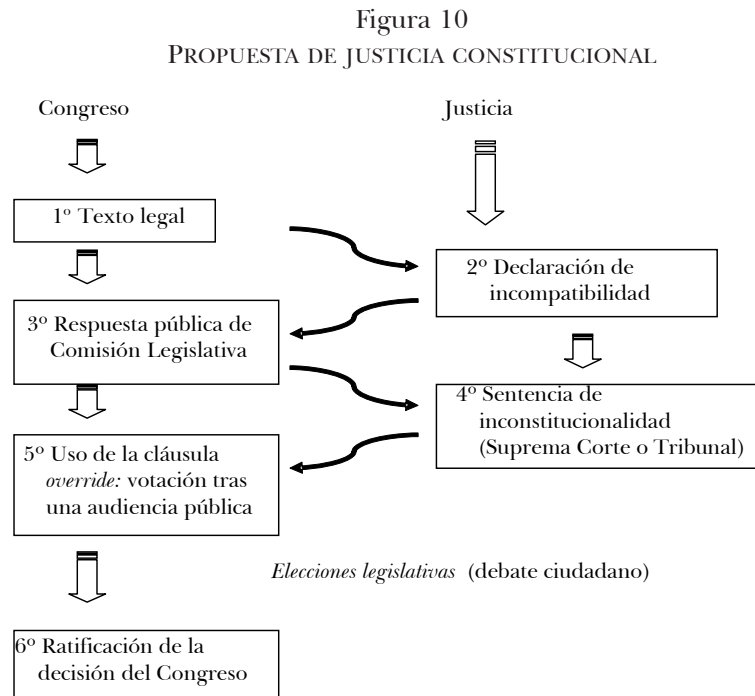 Figura 10
PROPUESTA DE JUSTICIA CONSTITUCIONAL
Congreso
Justicia
1º Texto legal
2º Declaración de
incompatibilidad
3º Respuesta pública de
Comisión Legislativa
4º Sentencia de
inconstitucionalidad
(Suprema Corte o Tribunal)
5º Uso de la cláusula
override: votación tras
una audiencia pública
Elecciones legislativas (debate ciudadano)
6º Ratificación de la
decisión del Congreso